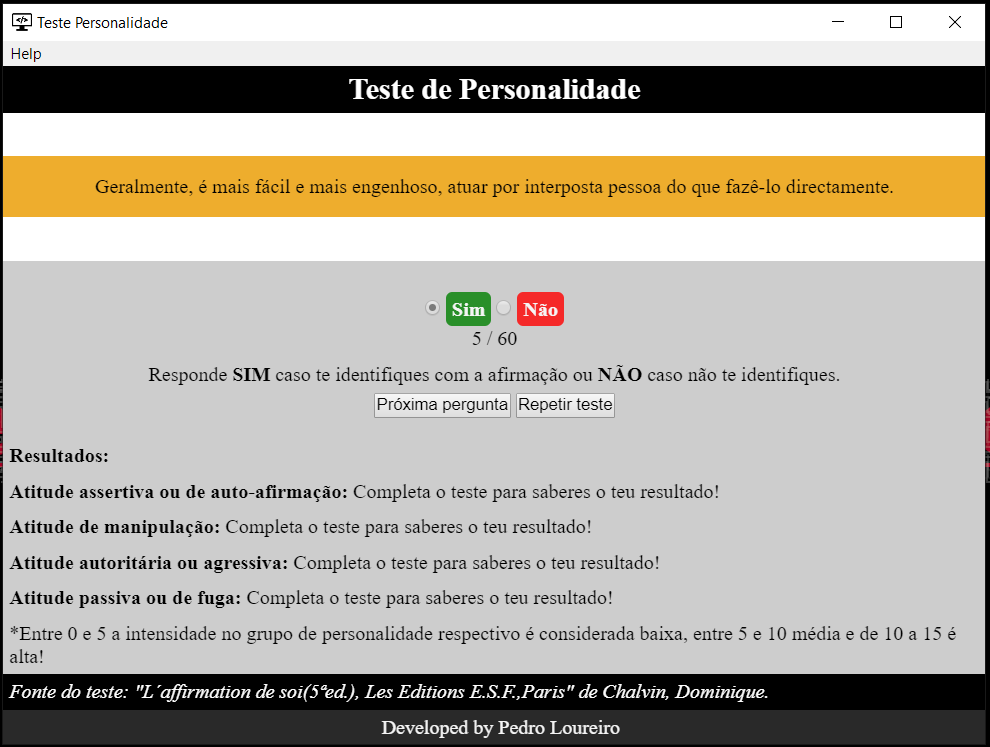 Teste Personalidade
Help
Teste de Personalidade
Geralmente, é mais fácil e mais engenhoso, atuar por interposta pessoa do que fazê-lo directamente.
Sim Não
5 / 60
Responde SIM caso te identifiques com a afirmação ou NÃO caso não te identifiques.
Próxima pergunta Repetir teste
Resultados:
Atitude assertiva ou de auto-afirmação: Completa o teste para saberes o teu resultado!
Atitude de manipulação: Completa o teste para saberes o teu resultado!
Atitude autoritária ou agressiva: Completa o teste para saberes o teu resultado!
Atitude passiva ou de fuga: Completa o teste para saberes o teu resultado!
*Entre 0 e 5 a intensidade no grupo de personalidade respectivo é considerada baixa, entre 5 e 10 média e de 10 a 15 é
alta!
Fonte do teste: "L´affirmation de soi(5ªed.), Les Editions E.S.F.,Paris" de Chalvin, Dominique.
Developed by Pedro Loureiro